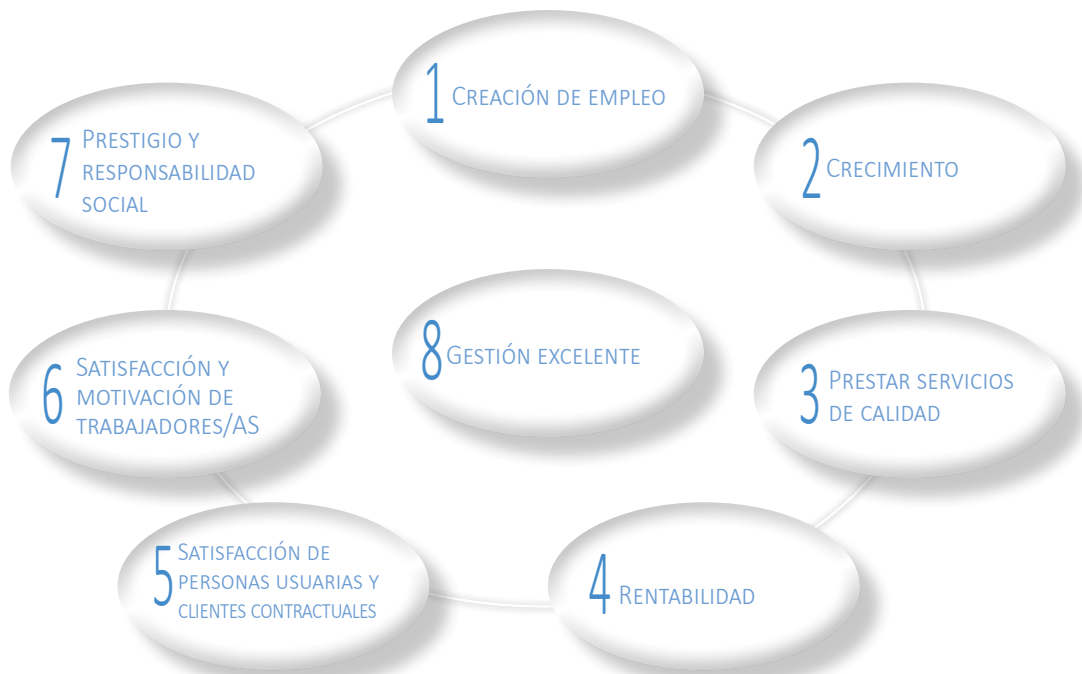 1 CREACIÓN DE EMPLEO
2 CRECIMIENTO
3 PRESTAR SERVICIOS
DE CALIDAD
4 RENTABILIDAD
5 SATISFACCIÓN DE
PERSONAS USUARIAS Y
CLIENTES CONTRACTUALES
6 SATISFACCIÓN Y
MOTIVACIÓN DE
TRABAJADORES/AS
7 PRESTIGIO Y
RESPONSABILIDAD
SOCIAL
8 GESTIÓN EXCELENTE